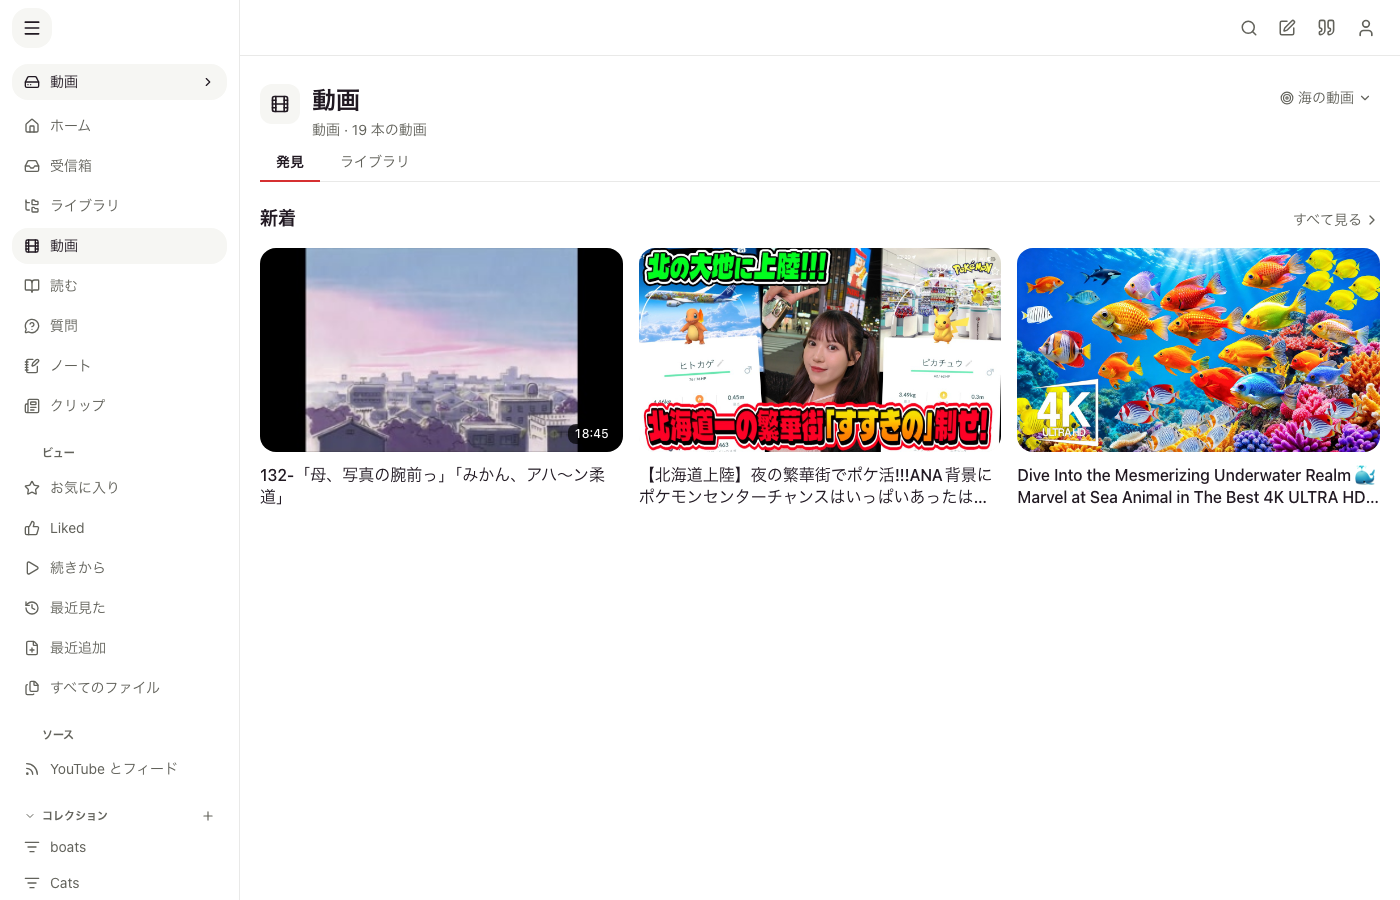 動画
ホーム
受信箱
ライブラリ
動画
読む
質問
ノート
クリップ
ビュー
お気に入り
Liked
続きから
最近見た
最近追加
すべてのファイル
ソース
YouTube とフィード
コレクション
boats
Cats
動画
動画 · 19 本の動画
海の動画
発見
ライブラリ
新着
すべて見る
18:45
132-「母、写真の腕前っ」「みかん、アハ〜ン柔
道」
北の大地に上陸!!!
Pokémon
ヒトカゲ
ピカチュウ
0.45m
3.49kg
0.3m
北海道一の繁華街「すすきの」制せ!
【北海道上陸】夜の繁華街でポケ活!!!ANA背景に
ポケモンセンターチャンスはいっぱいあったは...
4K
ULTRA HD
Dive Into the Mesmerizing Underwater Realm 🐳
Marvel at Sea Animal in The Best 4K ULTRA HD...